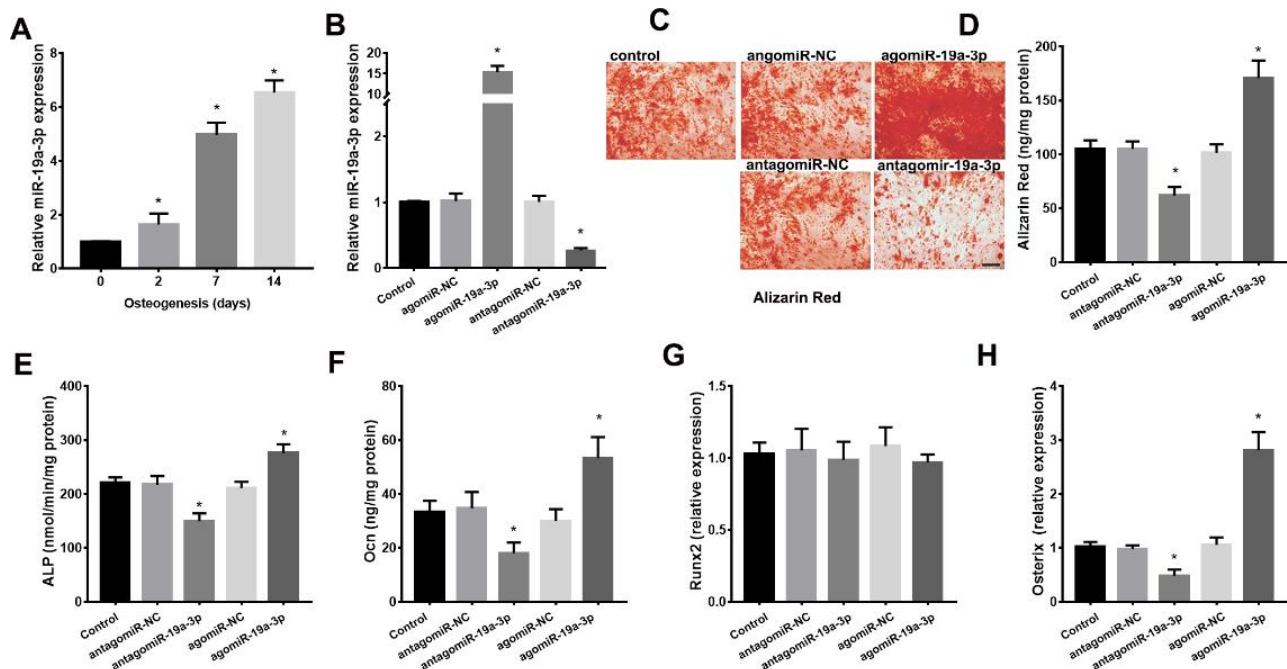 A
Relative miR-19a-3p expression
8
6
4
2
0
*
*
*
0 2 7 14
Osteogenesis (days)
B
Relative miR-19a-3p expression
20
15
10
2
1
0
*
*
Control
agomiR-NC
agomiR-19a-3p
antagomiR-NC
antagomiR-19a-3p
C
control
angomiR-NC
agomiR-19a-3p
antagomiR-NC
antagomir-19a-3p
Alizarin Red
D
Alizarin Red (ng/mg protein)
200
150
100
50
0
*
*
Control
antagomiR-NC
antagomiR-19a-3p
agomiR-NC
agomiR-19a-3p
E
ALP (nmol/min/mg protein)
400
300
200
100
0
*
*
Control
antagomiR-NC
antagomiR-19a-3p
agomiR-NC
agomiR-19a-3p
F
Ocn (ng/mg protein)
80
60
40
20
0
*
*
Control
antagomiR-NC
antagomiR-19a-3p
agomiR-NC
agomiR-19a-3p
G
Runx2 (relative expression)
1.5
1.0
0.5
0.0
Control
antagomiR-NC
antagomiR-19a-3p
agomiR-NC
agomiR-19a-3p
H
Osterix (relative expression)
4
3
2
1
0
*
*
Control
antagomiR-NC
antagomiR-19a-3p
agomiR-NC
agomiR-19a-3p